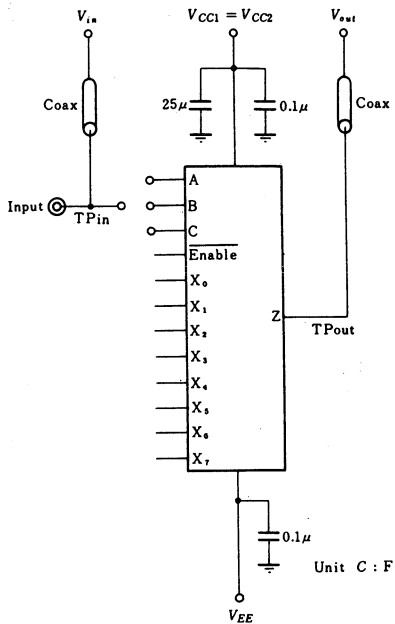 V_in
V_CC1 = V_CC2
V_out
Coax
25μ
0.1μ
Coax
Input
TPin
A
B
C
Enable
X₀
X₁
X₂
X₃
X₄
X₅
X₆
X₇
Z
TPout
0.1μ
Unit C : F
V_EE